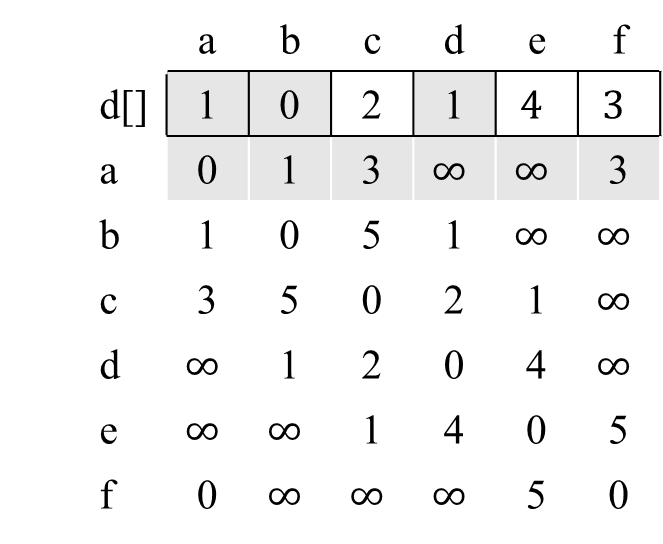 a b c d e f
d[] 1 0 2 1 4 3
a 0 1 3 ∞ ∞ 3
b 1 0 5 1 ∞ ∞
c 3 5 0 2 1 ∞
d ∞ 1 2 0 4 ∞
e ∞ ∞ 1 4 0 5
f 0 ∞ ∞ ∞ 5 0